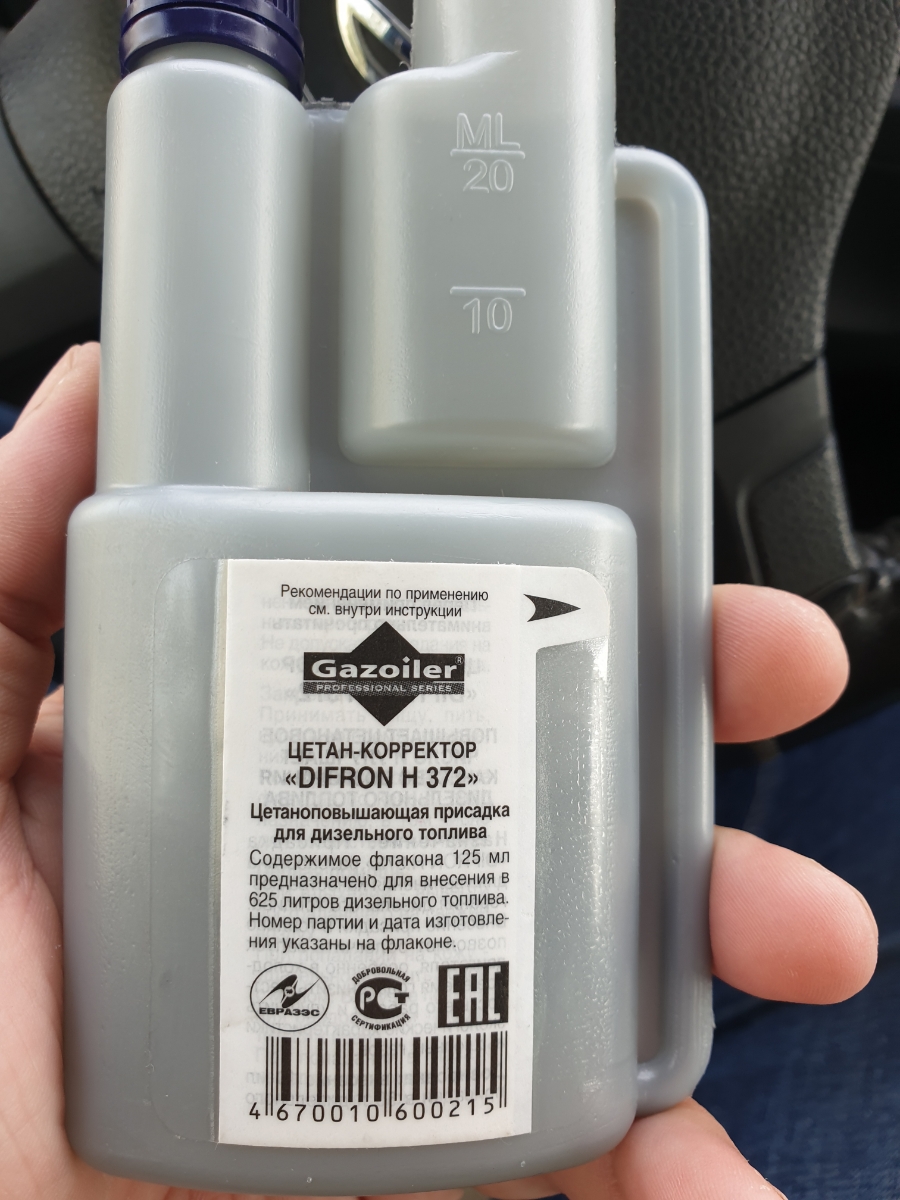 ML
20
10
Рекомендации по применению
см. внутри инструкции
Gazoiler®
PROFESSIONAL SERIES
ЦЕТАН-КОРРЕКТОР
«DIFRON H 372»
Цетаноповышающая присадка
для дизельного топлива
Содержимое флакона 125 мл
предназначено для внесения в
625 литров дизельного топлива.
Номер партии и дата изготовле-
ния указаны на флаконе.
ЕВРАЗЭС
ДОБРОВОЛЬНАЯ
РСТ
СЕРТИФИКАЦИЯ
EAC
4 670010 600215